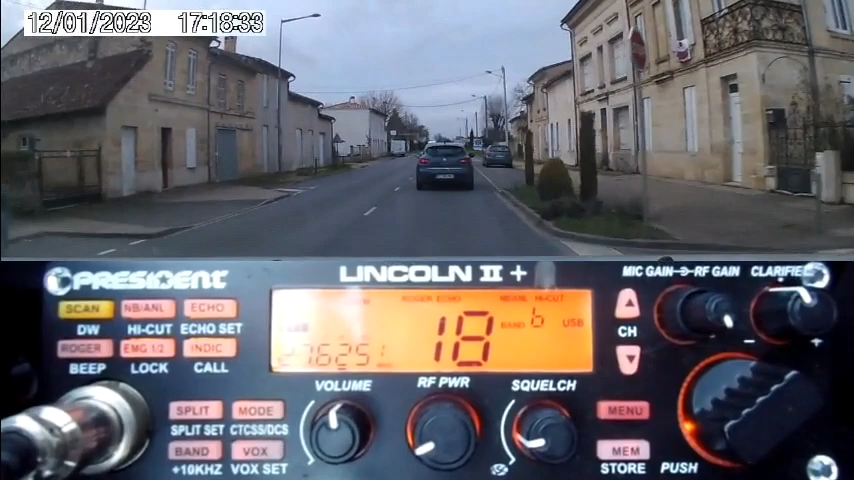 12/01/2023 17:18:33
PRESIDENT
LINCOLN II +
MIC GAIN RF GAIN CLARIFIER
SCAN NB/ANL ECHO
DW HI-CUT ECHO SET
ROGER EMG 1/2 INDIC
BEEP LOCK CALL
ROGER ECHO NB/ANL HI-CUT
18 BAND b USB
27.625
CH
- +
VOLUME RF PWR SQUELCH
SPLIT MODE
SPLIT SET CTCSS/DCS
BAND VOX
+10KHZ VOX SET
MENU
MEM
STORE PUSH